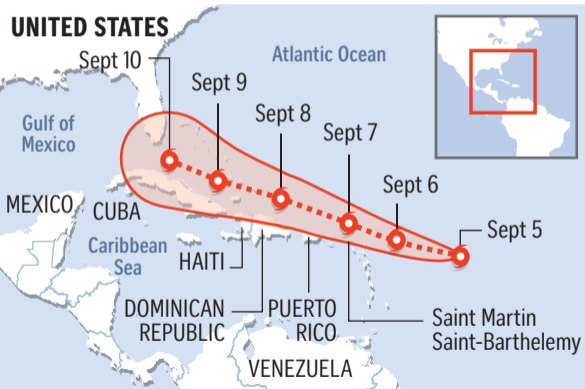 UNITED STATES
Sept 10
Atlantic Ocean
Sept 9
Sept 8
Gulf of
Mexico
Sept 7
Sept 6
MEXICO
CUBA
Sept 5
Caribbean
Sea
HAITI
DOMINICAN
REPUBLIC
PUERTO
RICO
Saint Martin
Saint-Barthelemy
VENEZUELA